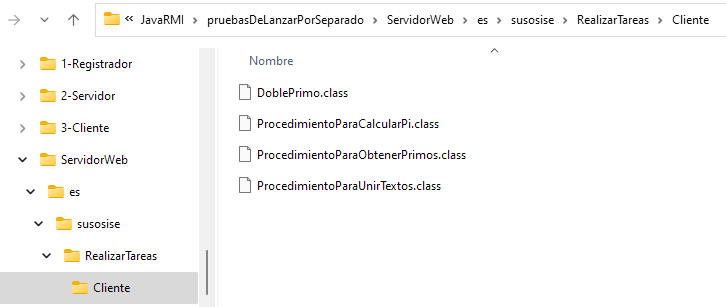 « JavaRMI > pruebasDeLanzarPorSeparado > ServidorWeb > es > susosise > RealizarTareas > Cliente
1-Registrador
2-Servidor
3-Cliente
ServidorWeb
es
susosise
RealizarTareas
Cliente
Nombre
DoblePrimo.class
ProcedimientoParaCalcularPi.class
ProcedimientoParaObtenerPrimos.class
ProcedimientoParaUnirTextos.class